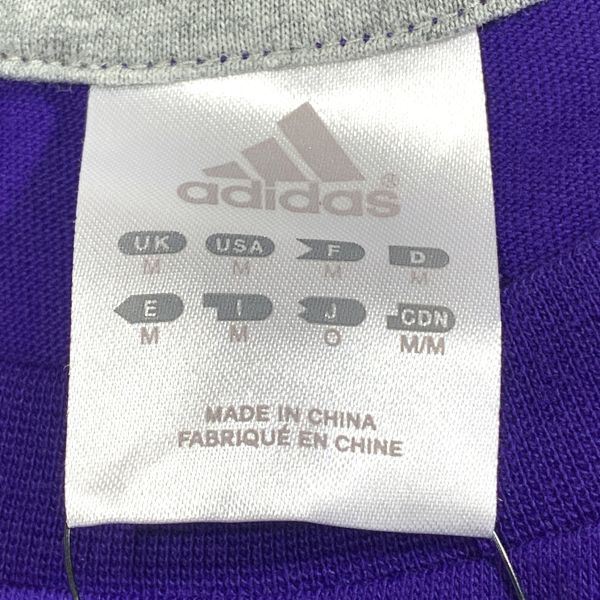 adidas®
UK USA F D
M M M M
E I J CDN
M M O M/M
MADE IN CHINA
FABRIQUÉ EN CHINE